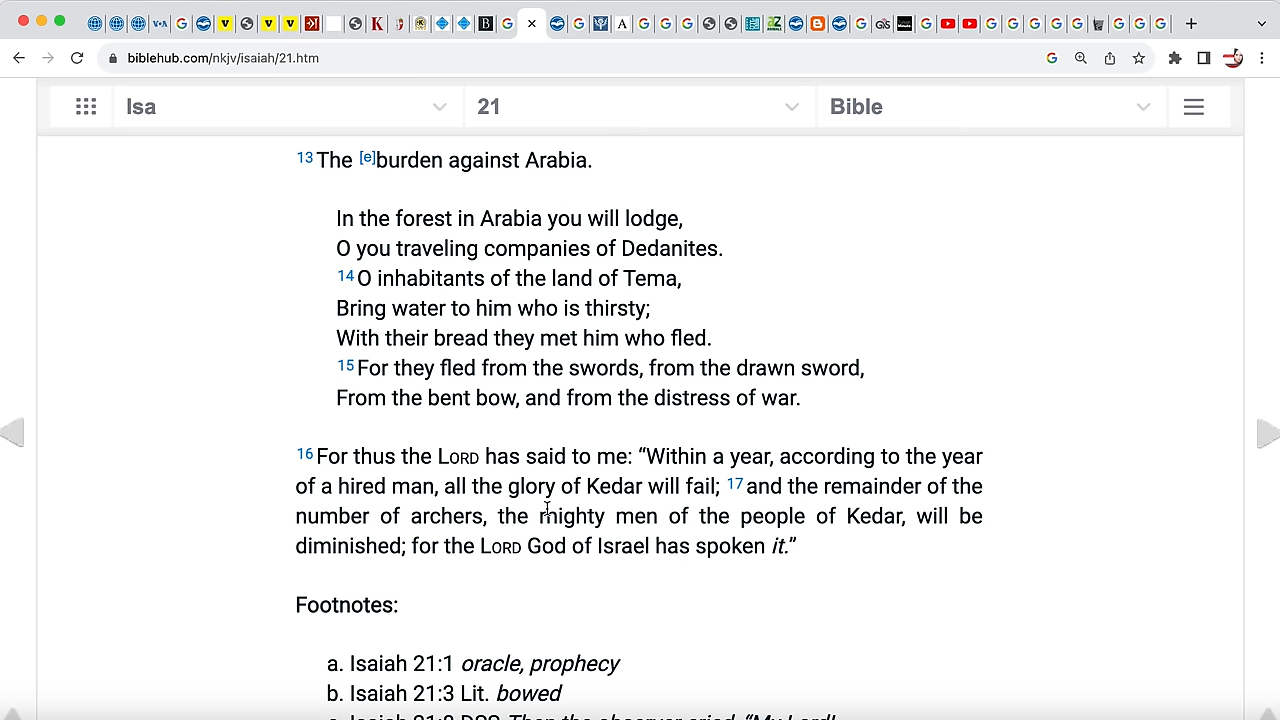 biblehub.com/nkjv/isaiah/21.htm
Isa 21 Bible
13 The [e]burden against Arabia.
In the forest in Arabia you will lodge,
O you traveling companies of Dedanites.
14 O inhabitants of the land of Tema,
Bring water to him who is thirsty;
With their bread they met him who fled.
15 For they fled from the swords, from the drawn sword,
From the bent bow, and from the distress of war.
16 For thus the LORD has said to me: “Within a year, according to the year
of a hired man, all the glory of Kedar will fail; 17 and the remainder of the
number of archers, the mighty men of the people of Kedar, will be
diminished; for the LORD God of Israel has spoken it.”
Footnotes:
a. Isaiah 21:1 oracle, prophecy
b. Isaiah 21:3 Lit. bowed